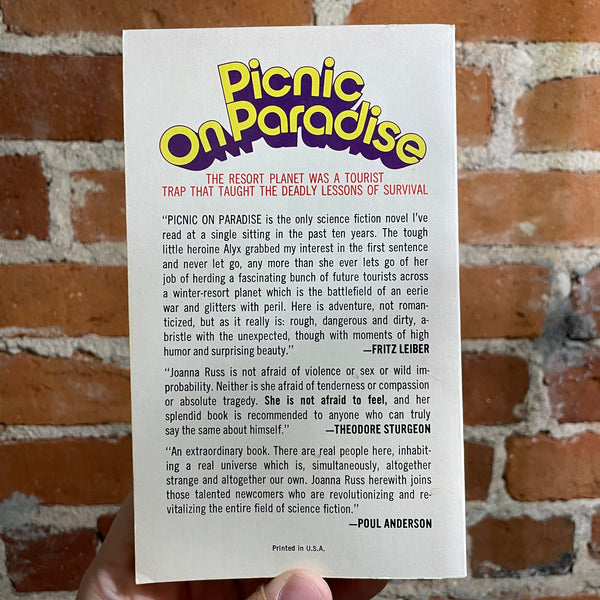 Picnic
On Paradise
THE RESORT PLANET WAS A TOURIST
TRAP THAT TAUGHT THE DEADLY LESSONS OF SURVIVAL
"PICNIC ON PARADISE is the only science fiction novel I've
read at a single sitting in the past ten years. The tough
little heroine Alyx grabbed my interest in the first sentence
and never let go, any more than she ever lets go of her
job of herding a fascinating bunch of future tourists across
a winter-resort planet which is the battlefield of an eerie
war and glitters with peril. Here is adventure, not roman-
ticized, but as it really is: rough, dangerous and dirty, a-
bristle with the unexpected, though with moments of high
humor and surprising beauty." —FRITZ LEIBER
"Joanna Russ is not afraid of violence or sex or wild im-
probability. Neither is she afraid of tenderness or compassion
or absolute tragedy. She is not afraid to feel, and her
splendid book is recommended to anyone who can truly
say the same about himself." —THEODORE STURGEON
"An extraordinary book. There are real people here, inhabit-
ing a real universe which is, simultaneously, altogether
strange and altogether our own. Joanna Russ herewith joins
those talented newcomers who are revolutionizing and re-
vitalizing the entire field of science fiction."
—POUL ANDERSON
Printed in U.S.A.